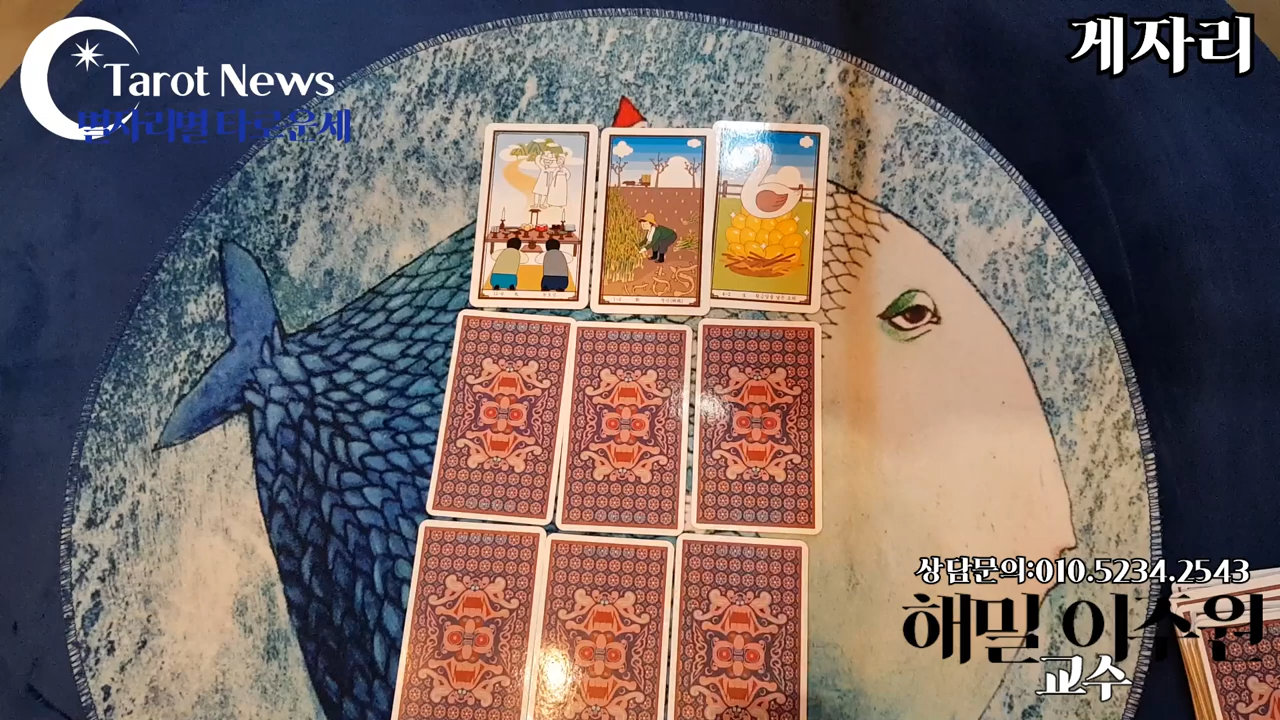 게자리
Tarot News
별자리별 타로운세
상담문의:010.5234.2543
해밀 이주원
교수